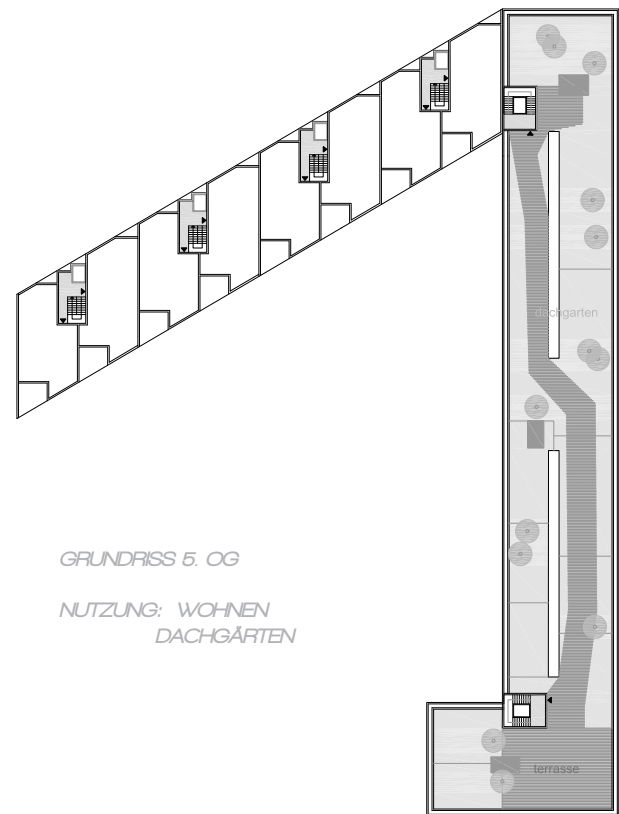 dachgarten
GRUNDRISS 5. OG
NUTZUNG: WOHNEN
DACHGÄRTEN
terrasse